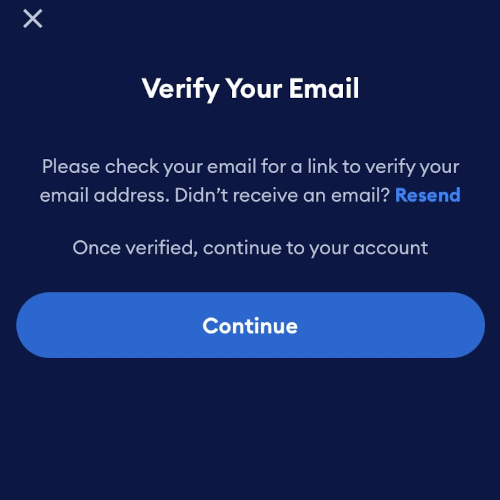 Verify Your Email
Please check your email for a link to verify your
email address. Didn’t receive an email? Resend
Once verified, continue to your account
Continue